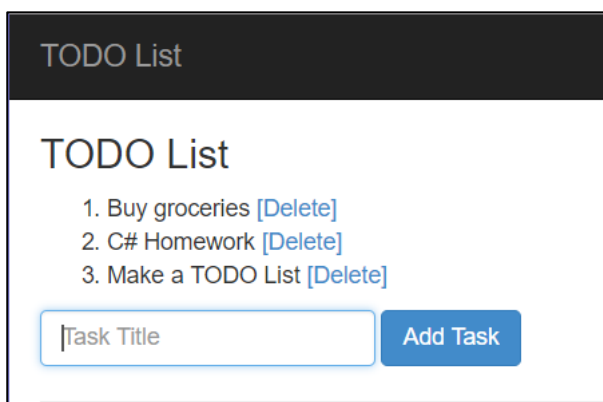 TODO List
TODO List
1. Buy groceries [Delete]
2. C# Homework [Delete]
3. Make a TODO List [Delete]
Task Title Add Task